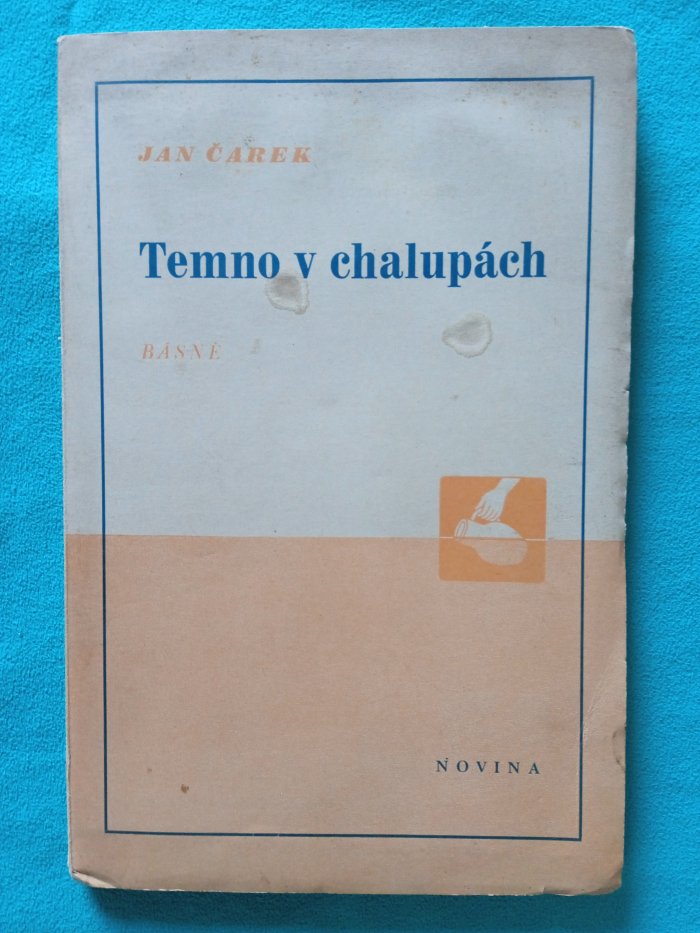 JAN ČAREK
Temno v chalupách
BÁSNĚ
NOVINA